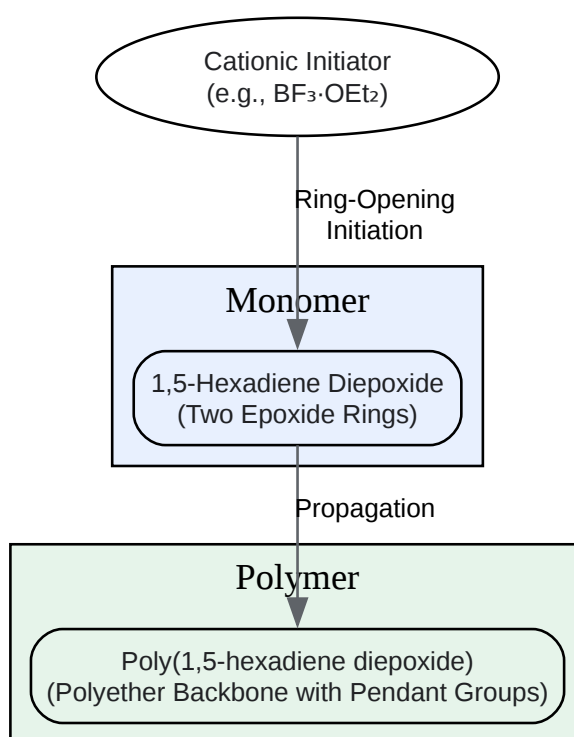 Cationic Initiator
(e.g., BF₃·OEt₂)
Ring-Opening
Initiation
Monomer
1,5-Hexadiene Diepoxide
(Two Epoxide Rings)
Propagation
Polymer
Poly(1,5-hexadiene diepoxide)
(Polyether Backbone with Pendant Groups)